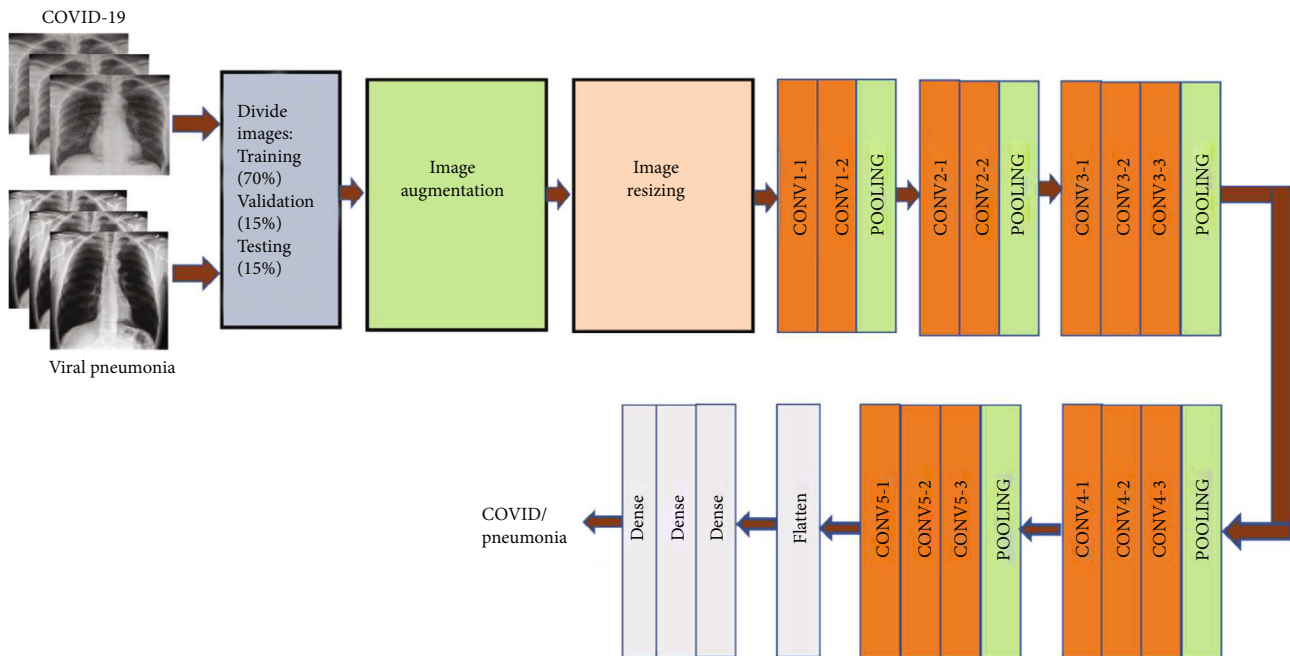 COVID-19
Viral pneumonia
Divide
images:
Training
(70%)
Validation
(15%)
Testing
(15%)
Image
augmentation
Image
resizing
CONV1-1
CONV1-2
POOLING
CONV2-1
CONV2-2
POOLING
CONV3-1
CONV3-2
CONV3-3
POOLING
COVID/
pneumonia
Dense
Dense
Dense
Flatten
CONV5-1
CONV5-2
CONV5-3
POOLING
CONV4-1
CONV4-2
CONV4-3
POOLING